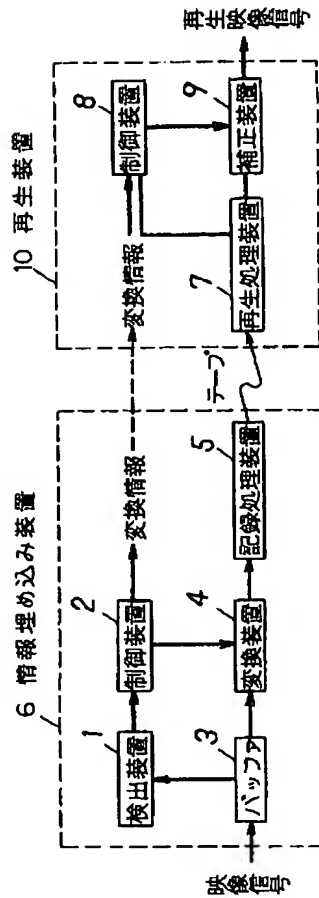 6 情報埋め込み装置
10 再生装置
1
検出装置
2
制御装置
変換情報
変換情報
8
制御装置
映像信号
3
バッファ
4
変換装置
5
記録処理装置
テープ
7
再生処理装置
9
補正装置
再生映像信号